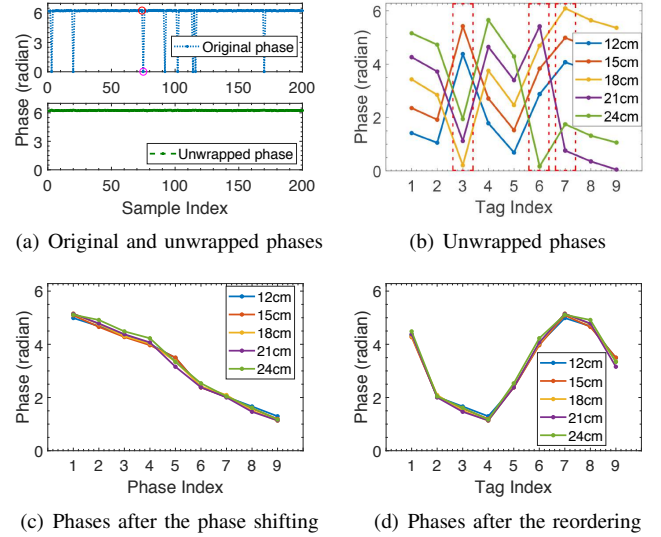 6
3
0
Original phase
0 50 100 150 200
Phase (radian)
6
3
0
Unwrapped phase
0 50 100 150 200
Sample Index
(a) Original and unwrapped phases
Phase (radian)
6
4
2
0
12cm
15cm
18cm
21cm
24cm
1 2 3 4 5 6 7 8 9
Tag Index
(b) Unwrapped phases
Phase (radian)
6
4
2
0
12cm
15cm
18cm
21cm
24cm
1 2 3 4 5 6 7 8 9
Phase Index
(c) Phases after the phase shifting
Phase (radian)
6
4
2
0
12cm
15cm
18cm
21cm
24cm
1 2 3 4 5 6 7 8 9
Tag Index
(d) Phases after the reordering